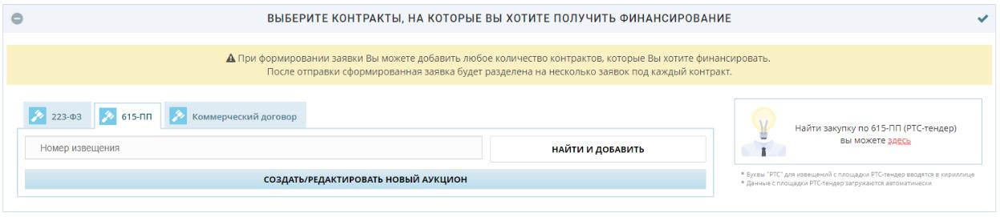 ВЫБЕРИТЕ КОНТРАКТЫ, НА КОТОРЫЕ ВЫ ХОТИТЕ ПОЛУЧИТЬ ФИНАНСИРОВАНИЕ
При формировании заявки Вы можете добавить любое количество контрактов, которые Вы хотите финансировать.
После отправки сформированная заявка будет разделена на несколько заявок под каждый контракт.
223-ФЗ 615-ПП Коммерческий договор
Номер извещения
НАЙТИ И ДОБАВИТЬ
СОЗДАТЬ/РЕДАКТИРОВАТЬ НОВЫЙ АУКЦИОН
Найти закупку по 615-ПП (РТС-тендер)
вы можете здесь
* Буквы "РТС" для извещений с площадки РТС-тендер вводятся в кириллице
* Данные с площадки РТС-тендер загружаются автоматически